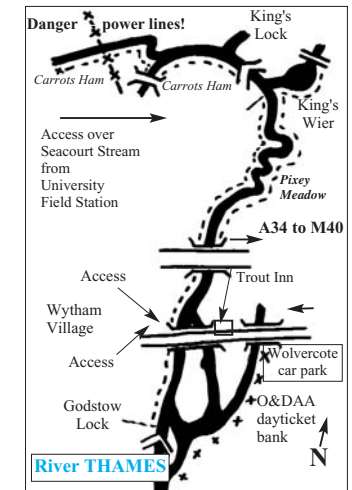 Danger power lines!
King's
Lock
Carrots Ham
Carrots Ham
King's
Wier
Access over
Seacourt Stream
from
University
Field Station
Pixey
Meadow
A34 to M40
Access
Trout Inn
Wytham
Village
Access
Wolvercote
car park
Godstow
Lock
O&DAA
dayticket
bank
River THAMES
N